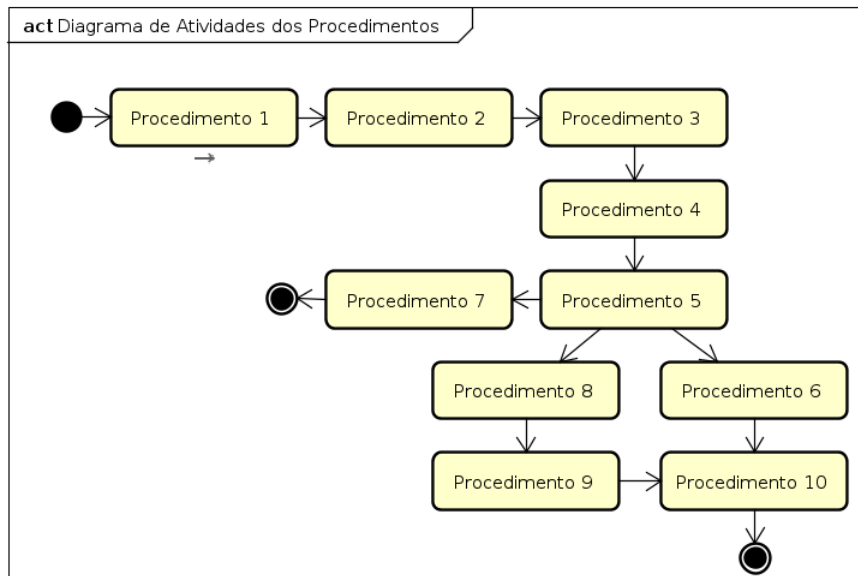 act Diagrama de Atividades dos Procedimentos
Procedimento 1
Procedimento 2
Procedimento 3
Procedimento 4
Procedimento 7
Procedimento 5
Procedimento 8
Procedimento 6
Procedimento 9
Procedimento 10